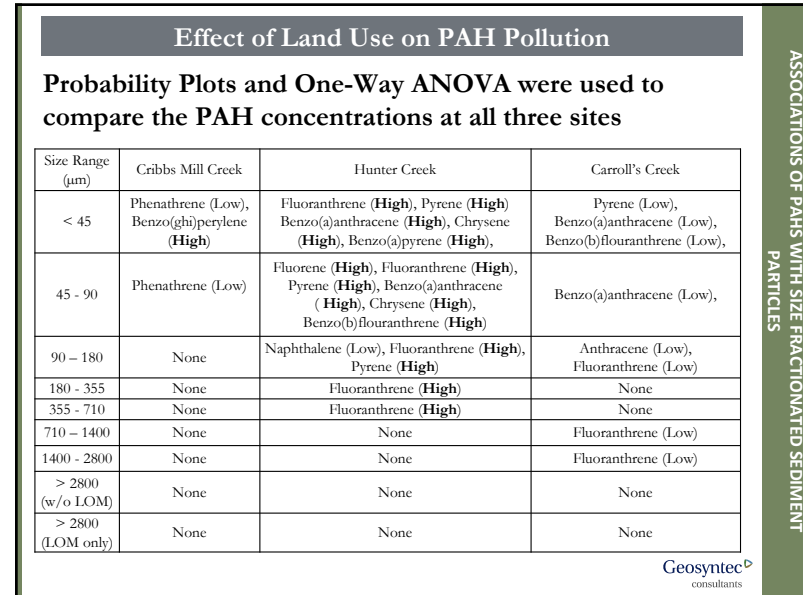 Effect of Land Use on PAH Pollution
Probability Plots and One-Way ANOVA were used to
compare the PAH concentrations at all three sites
Size Range
(µm)
Cribbs Mill Creek
Hunter Creek
Carroll's Creek
< 45
Phenathrene (Low),
Benzo(ghi)perylene
(High)
Fluoranthrene (High), Pyrene (High)
Benzo(a)anthracene (High), Chrysene
(High), Benzo(a)pyrene (High),
Pyrene (Low),
Benzo(a)anthracene (Low),
Benzo(b)flouranthrene (Low),
45 - 90
Phenathrene (Low)
Fluorene (High), Fluoranthrene (High),
Pyrene (High), Benzo(a)anthracene
( High), Chrysene (High),
Benzo(b)flouranthrene (High)
Benzo(a)anthracene (Low),
90 – 180
None
Naphthalene (Low), Fluoranthrene (High),
Pyrene (High)
Anthracene (Low),
Fluoranthrene (Low)
180 - 355
None
Fluoranthrene (High)
None
355 - 710
None
Fluoranthrene (High)
None
710 – 1400
None
None
Fluoranthrene (Low)
1400 - 2800
None
None
Fluoranthrene (Low)
> 2800
(w/o LOM)
None
None
None
> 2800
(LOM only)
None
None
None
Geosyntec
consultants
ASSOCIATIONS OF PAHS WITH SIZE FRACTIONATED SEDIMENT
PARTICLES